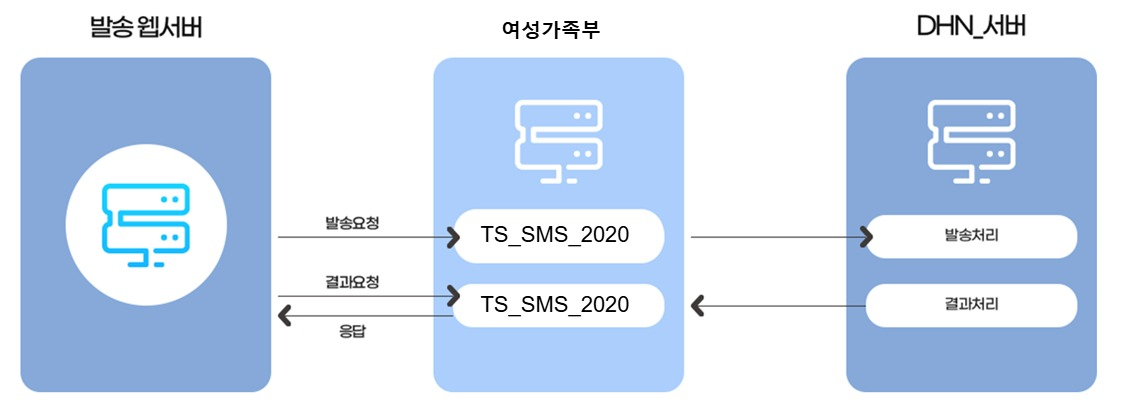 발송 웹서버
여성가족부
DHN_서버
발송요청
TS_SMS_2020
발송처리
결과요청
TS_SMS_2020
결과처리
응답